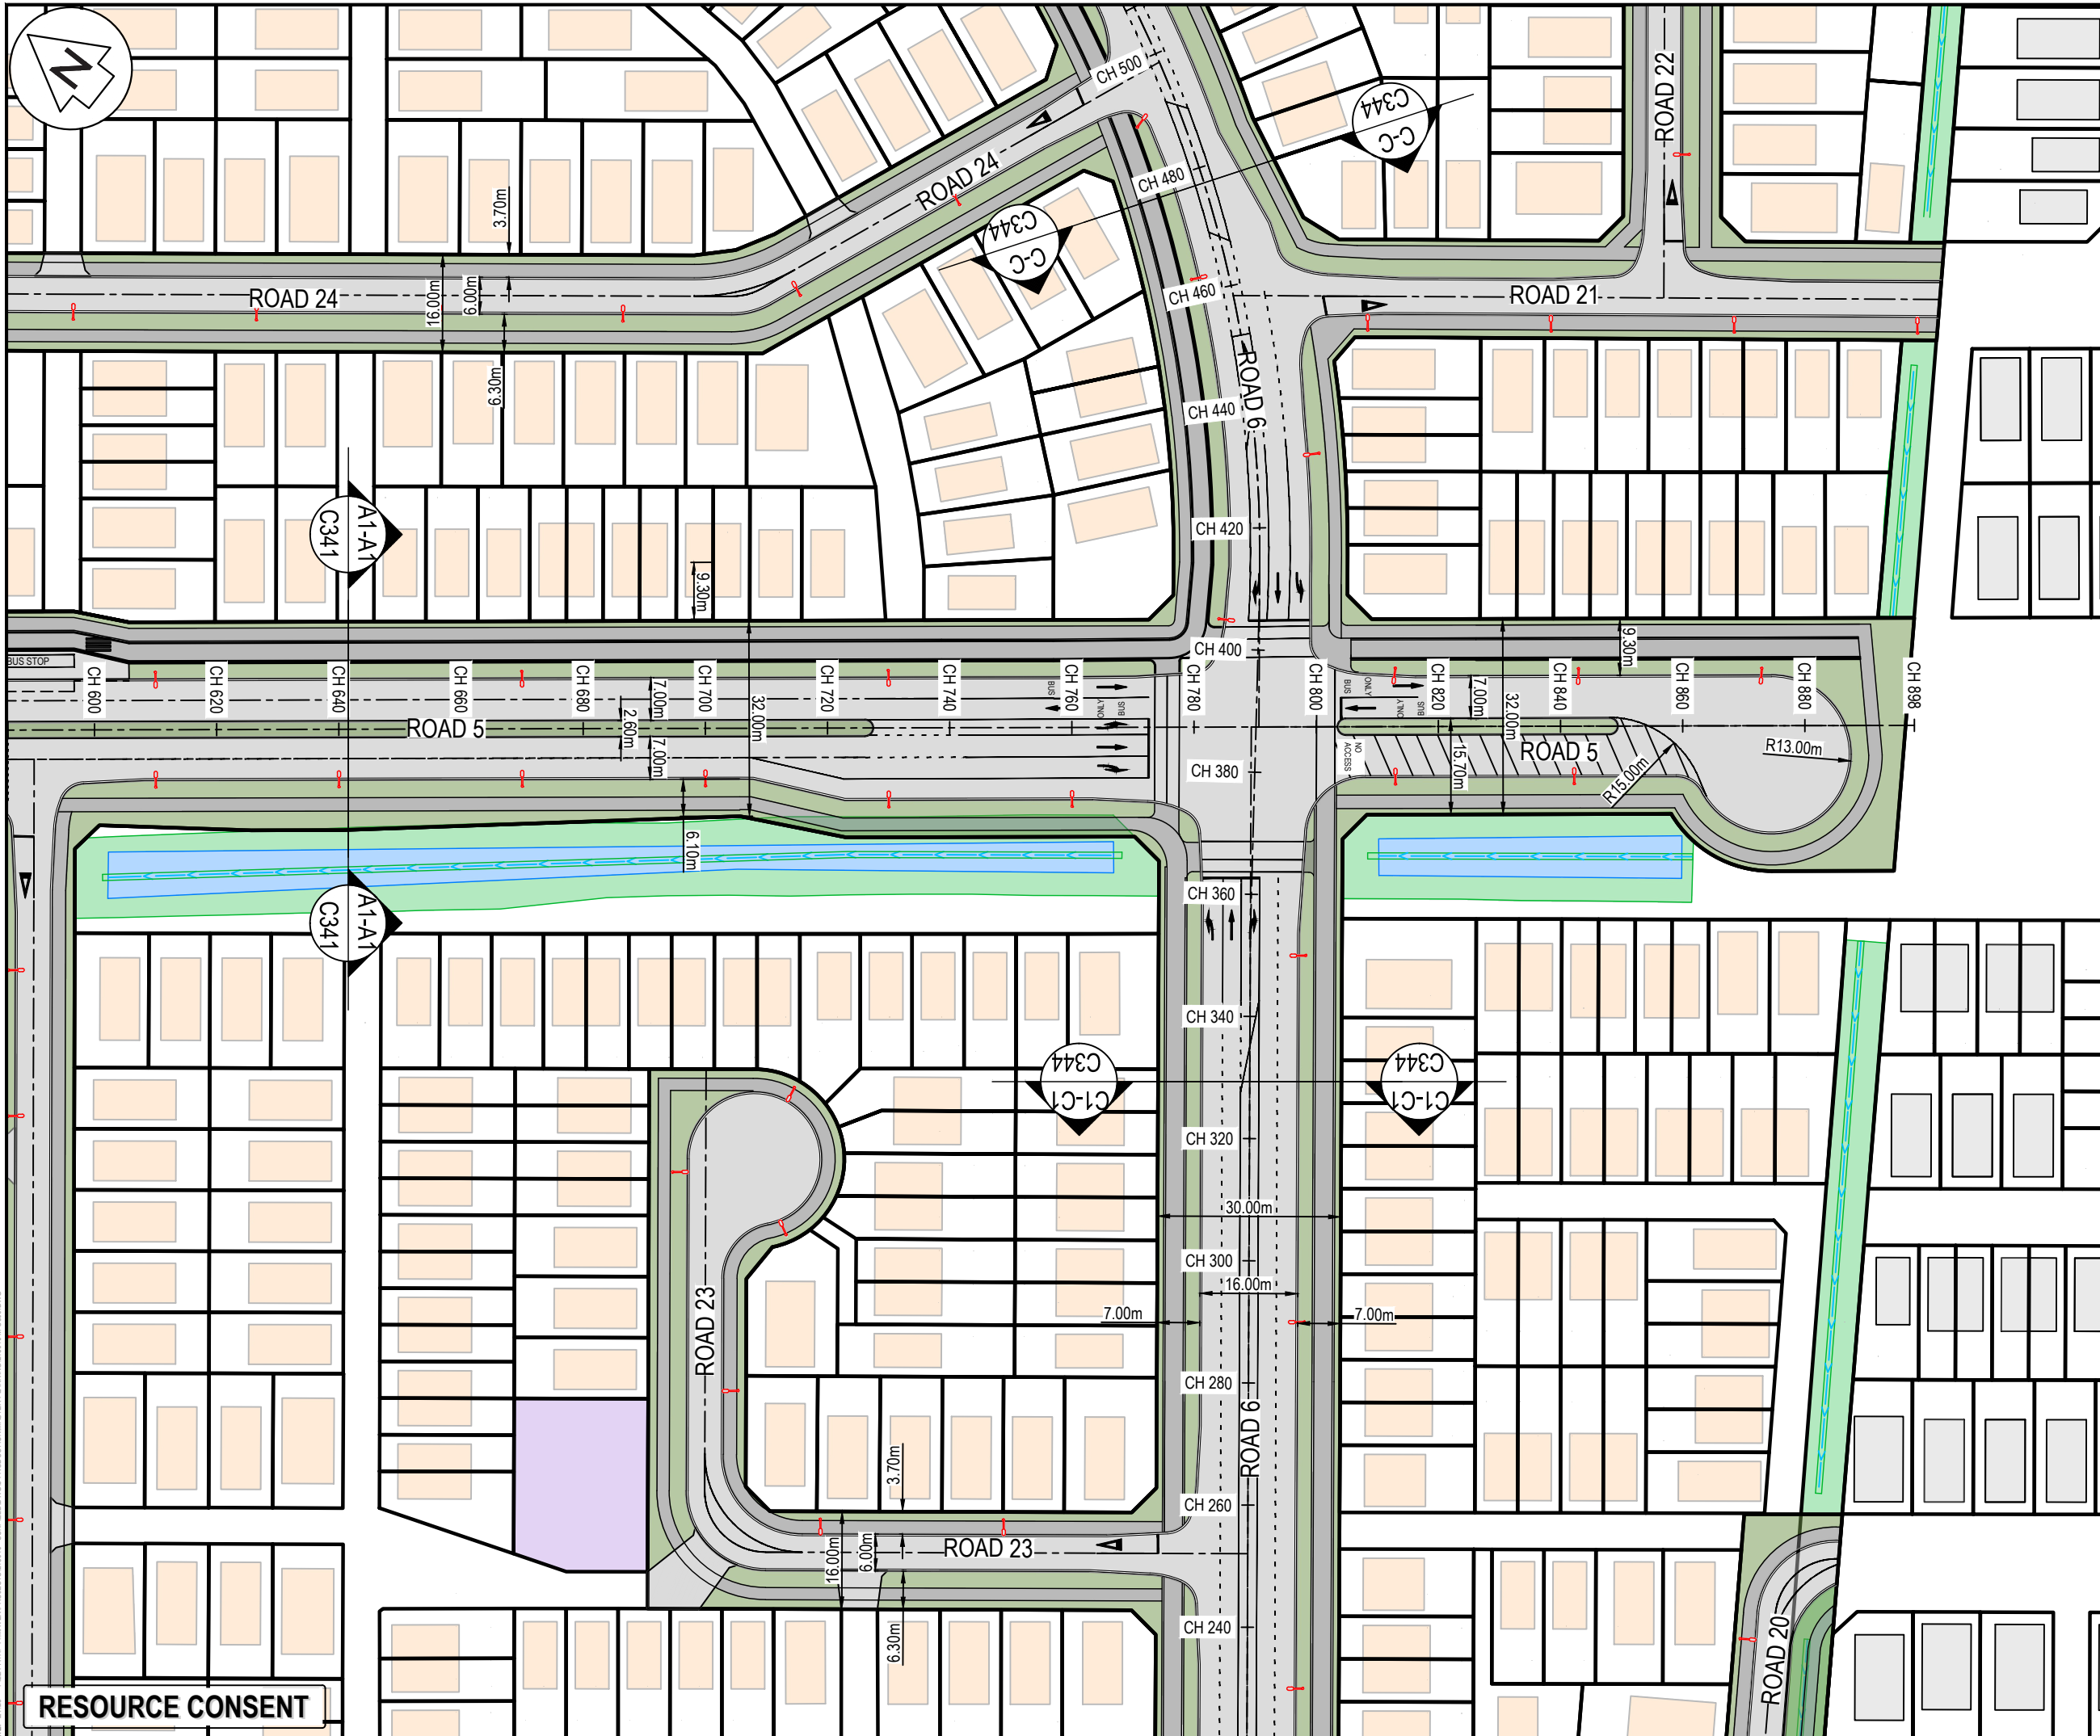 N
CH 500
C344
C-C
ROAD 22
ROAD 24
CH 480
3.70m
C344
C-C
ROAD 24
16.00m
6.00m
CH 460
ROAD 21
6.30m
ROAD 6
CH 440
A1-A1
C341
CH 420
9.30m
CH 400
9.30m
BUS STOP
CH 600
CH 620
CH 640
CH 660
CH 680
CH 700
CH 720
CH 740
CH 760
CH 780
CH 800
CH 820
CH 840
CH 860
CH 880
CH 898
7.00m
32.00m
BUS
ONLY
BUS
BUS
ONLY
ONLY
BUS
7.00m
32.00m
ROAD 5
2.60m
7.00m
NO
ACCESS
15.70m
ROAD 5
R13.00m
R15.00m
CH 380
6.10m
A1-A1
C341
CH 360
CH 340
C344
C1-C1
C344
C1-C1
CH 320
30.00m
CH 300
16.00m
7.00m
7.00m
ROAD 23
CH 280
ROAD 6
3.70m
CH 260
16.00m
6.00m
ROAD 23
6.30m
CH 240
ROAD 20
RESOURCE CONSENT